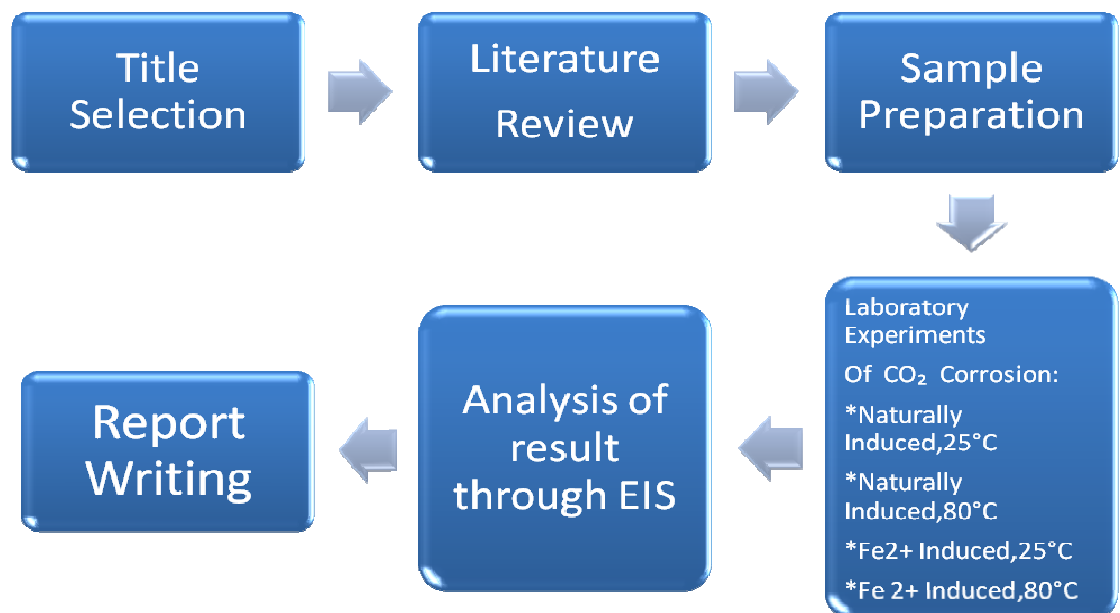 Title
Selection
Literature
Review
Sample
Preparation
Laboratory
Experiments
Of CO₂ Corrosion:
*Naturally
Induced,25°C
*Naturally
Induced,80°C
*Fe2+ Induced,25°C
*Fe 2+ Induced,80°C
Analysis of
result
through EIS
Report
Writing